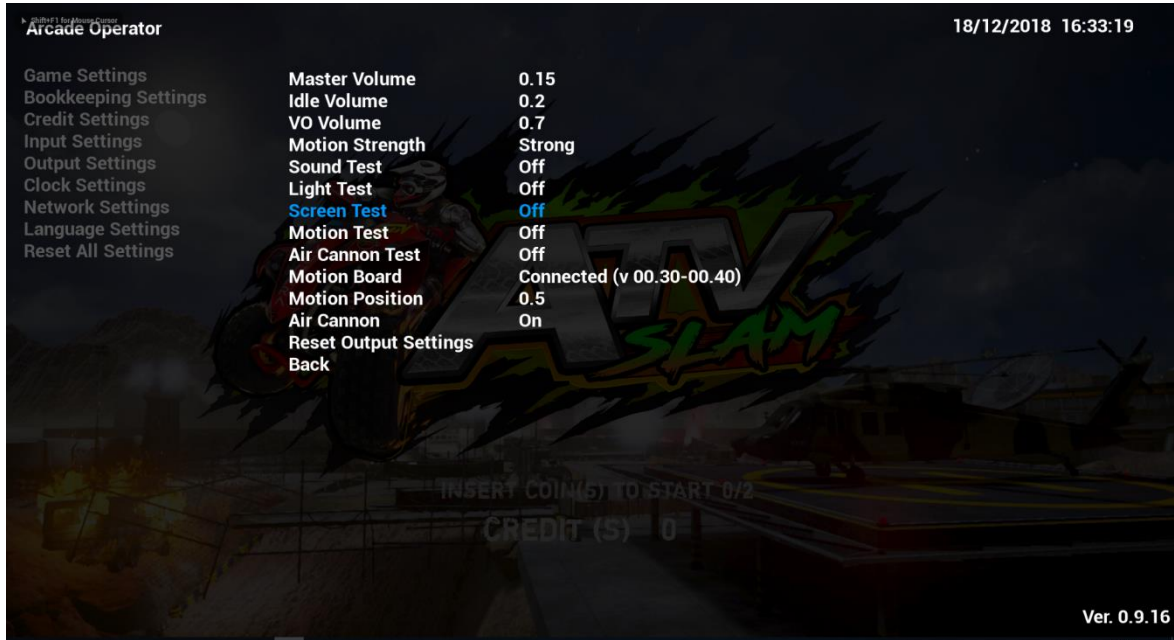 Shift+F1 for Mouse Cursor
Arcade Operator
18/12/2018 16:33:19
Game Settings
Bookkeeping Settings
Credit Settings
Input Settings
Output Settings
Clock Settings
Network Settings
Language Settings
Reset All Settings
Master Volume 0.15
Idle Volume 0.2
VO Volume 0.7
Motion Strength Strong
Sound Test Off
Light Test Off
Screen Test Off
Motion Test Off
Air Cannon Test Off
Motion Board Connected (v 00.30-00.40)
Motion Position 0.5
Air Cannon On
Reset Output Settings
Back
ATV
SLAM
INSERT COIN(S) TO START 0/2
CREDIT (S) 0
Ver. 0.9.16